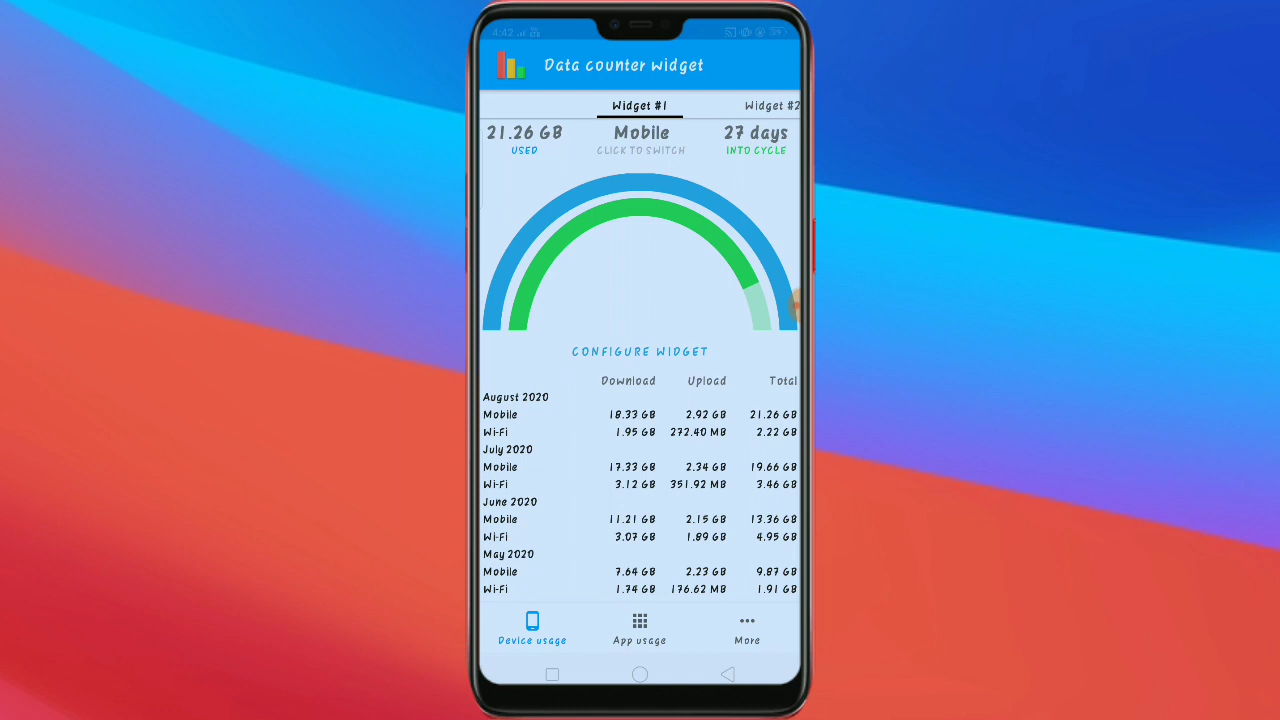 4:42
Data counter widget
Widget #1 Widget #2
21.26 GB Mobile 27 days
USED CLICK TO SWITCH INTO CYCLE
CONFIGURE WIDGET
Download Upload Total
August 2020
Mobile 18.33 GB 2.92 GB 21.26 GB
Wi-Fi 1.95 GB 272.40 MB 2.22 GB
July 2020
Mobile 17.33 GB 2.34 GB 19.66 GB
Wi-Fi 3.12 GB 351.92 MB 3.46 GB
June 2020
Mobile 11.21 GB 2.15 GB 13.36 GB
Wi-Fi 3.07 GB 1.89 GB 4.95 GB
May 2020
Mobile 7.64 GB 2.23 GB 9.87 GB
Wi-Fi 1.74 GB 176.62 MB 1.91 GB
Device usage App usage More